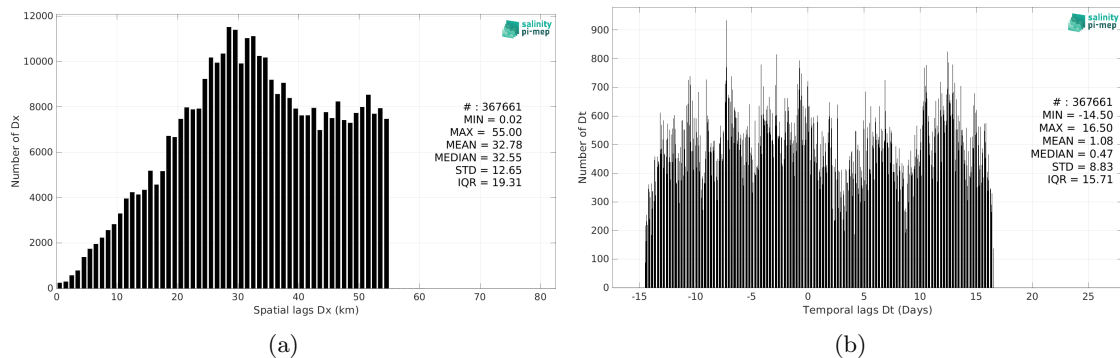 12000
10000
8000
6000
4000
2000
0
Number of Dx
0 10 20 30 40 50 60 70 80
Spatial lags Dx (km)
salinity
pi-mep
# : 367661
MIN = 0.02
MAX = 55.00
MEAN = 32.78
MEDIAN = 32.55
STD = 12.65
IQR = 19.31
(a)
900
800
700
600
500
400
300
200
100
0
Number of Dt
-15 -10 -5 0 5 10 15 20 25
Temporal lags Dt (Days)
salinity
pi-mep
# : 367661
MIN = -14.50
MAX = 16.50
MEAN = 1.08
MEDIAN = 0.47
STD = 8.83
IQR = 15.71
(b)